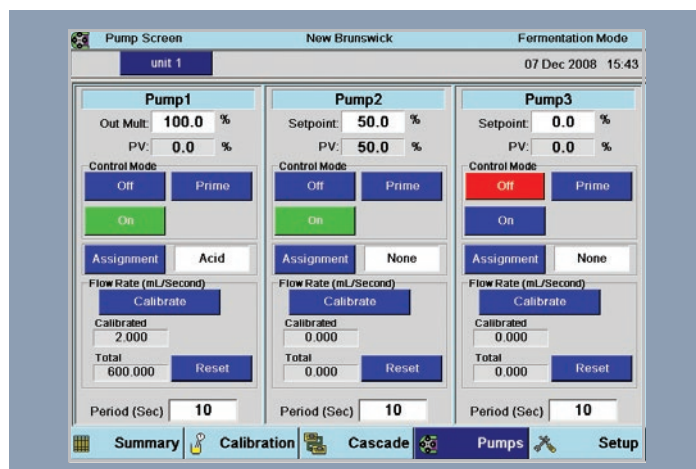 Pump Screen New Brunswick Fermentation Mode
unit 1 07 Dec 2008 15:43
Pump1
Out Mult: 100.0 %
PV: 0.0 %
Control Mode
Off Prime
On
Assignment Acid
Flow Rate (mL/Second)
Calibrate
Calibrated
2.000
Total
600.000 Reset
Period (Sec) 10
Pump2
Setpoint: 50.0 %
PV: 50.0 %
Control Mode
Off Prime
On
Assignment None
Flow Rate (mL/Second)
Calibrate
Calibrated
0.000
Total
0.000 Reset
Period (Sec) 10
Pump3
Setpoint: 0.0 %
PV: 0.0 %
Control Mode
Off Prime
On
Assignment None
Flow Rate (mL/Second)
Calibrate
Calibrated
0.000
Total
0.000 Reset
Period (Sec) 10
Summary Calibration Cascade Pumps Setup